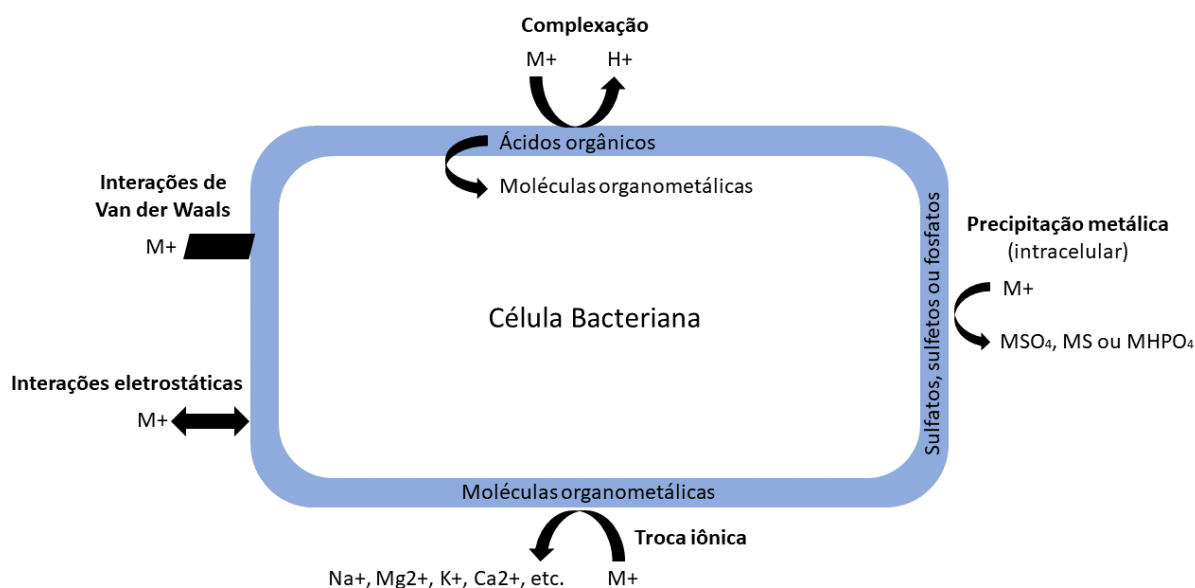 Complexação
M+ H+
Ácidos orgânicos
Moléculas organometálicas
Interações de
Van der Waals
M+
Precipitação metálica
(intracelular)
M+
MSO₄, MS ou MHPO₄
Sulfatos, sulfetos ou fosfatos
Célula Bacteriana
Interações eletrostáticas
M+
Moléculas organometálicas
Troca iônica
Na+, Mg2+, K+, Ca2+, etc. M+